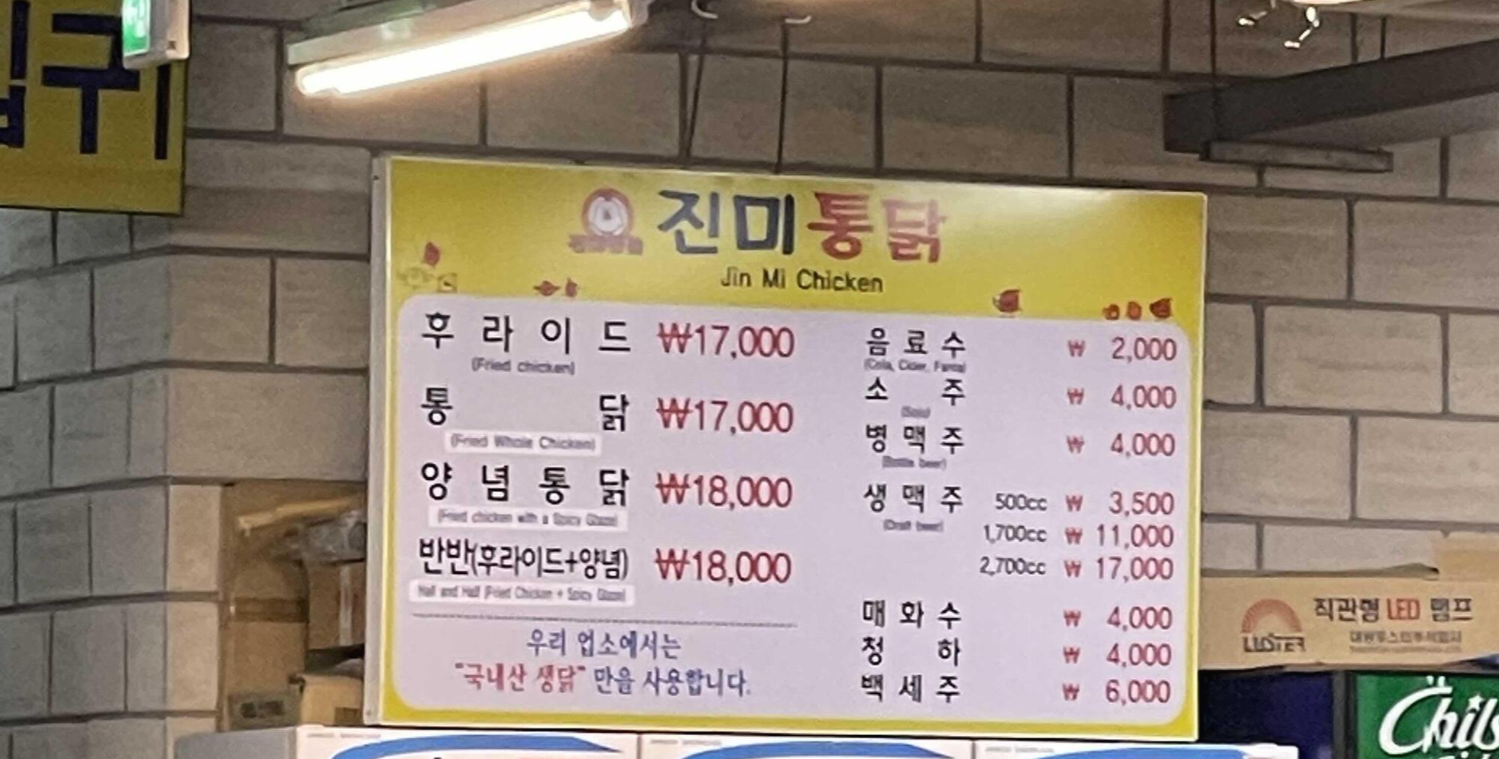 입구
진미통닭
Jin Mi Chicken
후라이드 ₩17,000
(Fried chicken)
통닭 ₩17,000
(Fried Whole Chicken)
양념통닭 ₩18,000
(Fried chicken with a Spicy Glaze)
반반(후라이드+양념) ₩18,000
Half and Half (Fried Chicken + Spicy Glaze)
우리 업소에서는
"국내산 생닭" 만을 사용합니다.
음료수 ₩ 2,000
(Cola, Cider, Fanta)
소주 ₩ 4,000
(Soju)
병맥주 ₩ 4,000
(Bottle beer)
생맥주 500cc ₩ 3,500
(Draft beer)
1,700cc ₩ 11,000
2,700cc ₩ 17,000
매화수 ₩ 4,000
청하 ₩ 4,000
백세주 ₩ 6,000
직관형 LED 램프
LUSTER
Chils